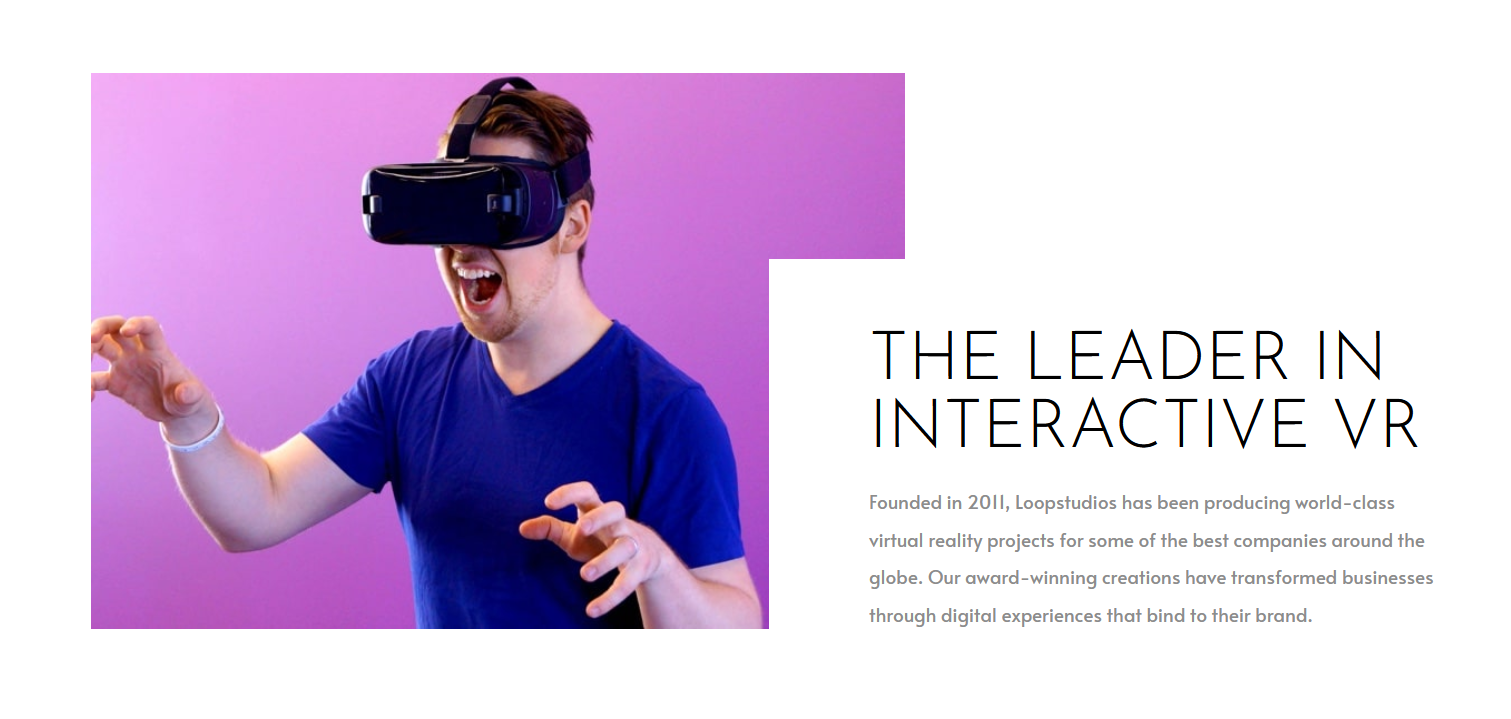 THE LEADER IN
INTERACTIVE VR
Founded in 2011, Loopstudios has been producing world-class
virtual reality projects for some of the best companies around the
globe. Our award-winning creations have transformed businesses
through digital experiences that bind to their brand.